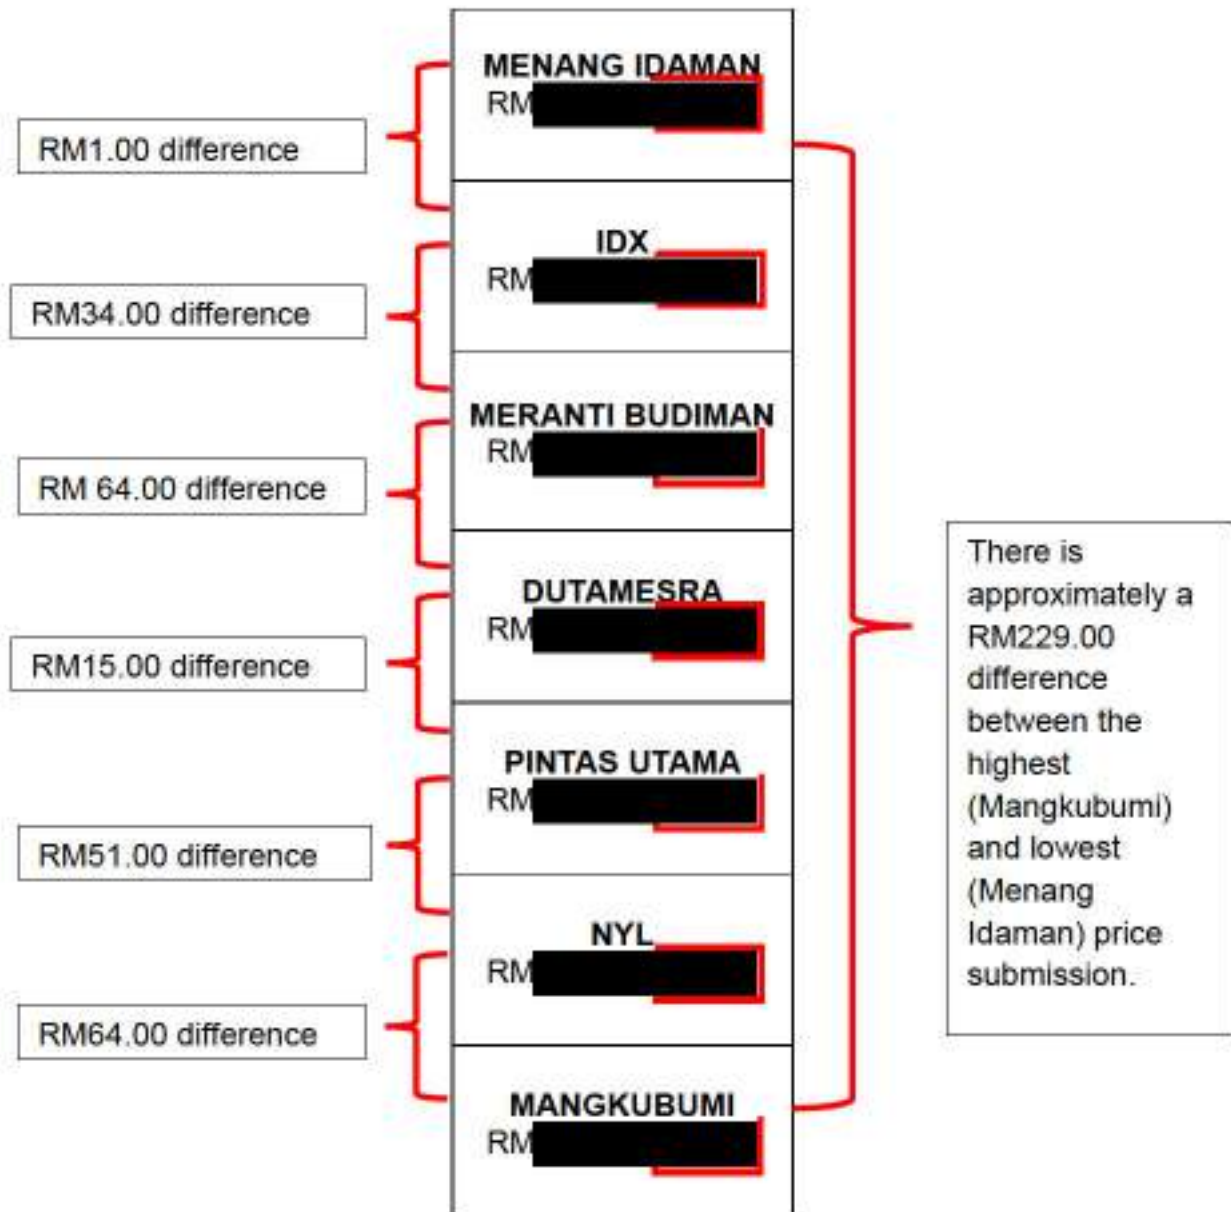 MENANG IDAMAN
RM
RM1.00 difference
IDX
RM
RM34.00 difference
MERANTI BUDIMAN
RM
RM 64.00 difference
DUTAMESRA
RM
RM15.00 difference
PINTAS UTAMA
RM
RM51.00 difference
NYL
RM
RM64.00 difference
MANGKUBUMI
RM
There is
approximately a
RM229.00
difference
between the
highest
(Mangkubumi)
and lowest
(Menang
Idaman) price
submission.